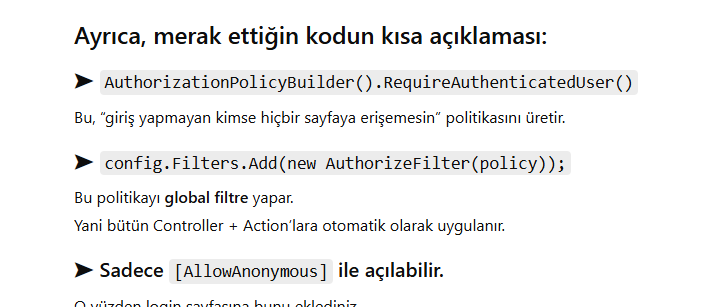 Ayrıca, merak ettiğin kodun kısa açıklaması:
➤ AuthorizationPolicyBuilder().RequireAuthenticatedUser()
Bu, “giriş yapmayan kimse hiçbir sayfaya erişemesin” politikasını üretir.
➤ config.Filters.Add(new AuthorizeFilter(policy));
Bu politikayı global filtre yapar.
Yani bütün Controller + Action’lara otomatik olarak uygulanır.
➤ Sadece [AllowAnonymous] ile açılabilir.
O yüzden login sayfasına bunu eklediniz